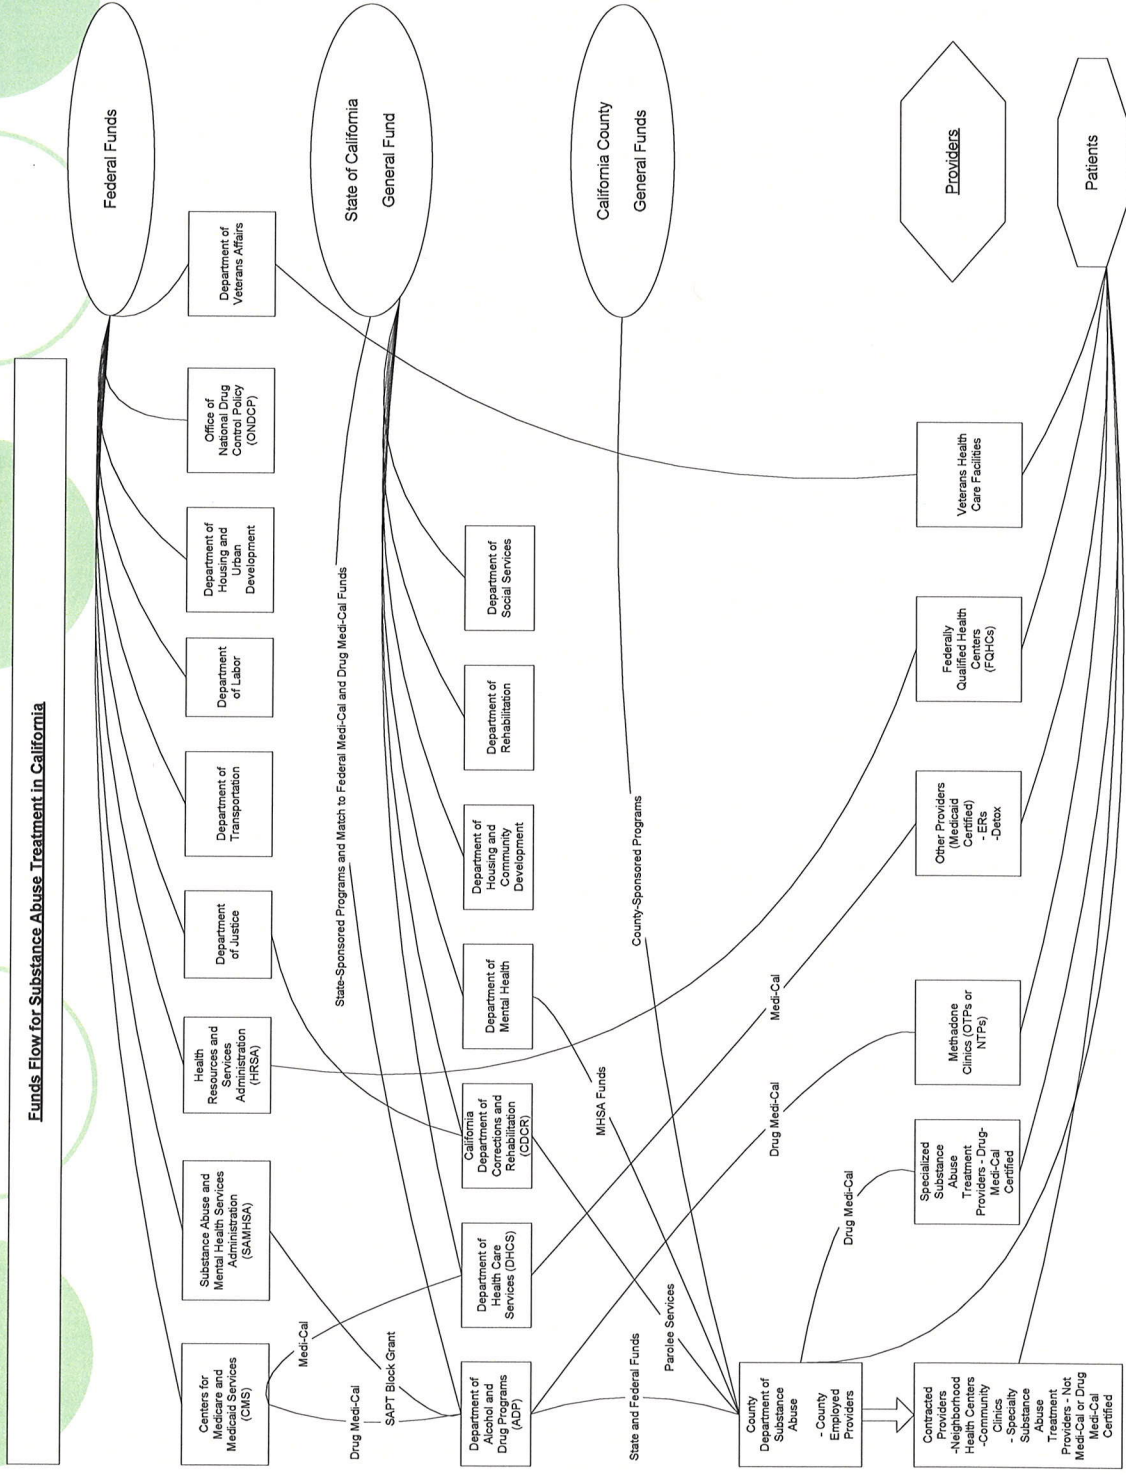 Funds Flow for Substance Abuse Treatment in California
Federal Funds
Centers for
Medicare and
Medicaid Services
(CMS)
Substance Abuse and
Mental Health Services
Administration
(SAMHSA)
Health
Resources and
Services
Administration
(HRSA)
Department
of Justice
Department of
Transportation
Department
of Labor
Department of
Housing and
Urban
Development
Office of
National Drug
Control Policy
(ONDCP)
Department of
Veterans Affairs
Medi-Cal
Drug Medi-Cal
SAPT Block Grant
State-Sponsored Programs and Match to Federal Medi-Cal and Drug Medi-Cal Funds
State of California
General Fund
Department of
Alcohol and
Drug Programs
(ADP)
Department of
Health Care
Services (DHCS)
California
Department of
Corrections and
Rehabilitation
(CDCR)
Department of
Mental Health
Department of
Housing and
Community
Development
Department of
Rehabilitation
Department of
Social Services
State and Federal Funds
Parolee Services
MHSA Funds
County-Sponsored Programs
California County
General Funds
County
Department of
Substance
Abuse
- County
Employed
Providers
Drug Medi-Cal
Drug Medi-Cal
Medi-Cal
Contracted
Providers
-Neighborhood
Health Centers
-Community
Clinics
- Specialty
Substance
Abuse
Treatment
Providers - Not
Medi-Cal or Drug
Medi-Cal
Certified
Specialized
Substance
Abuse
Treatment
Providers - Drug-
Medi-Cal
Certified
Methadone
Clinics (OTPs or
NTPs)
Other Providers
(Medicaid
Certified)
- ERs
-Detox
Federally
Qualified Health
Centers
(FQHCs)
Veterans Health
Care Facilities
Providers
Patients